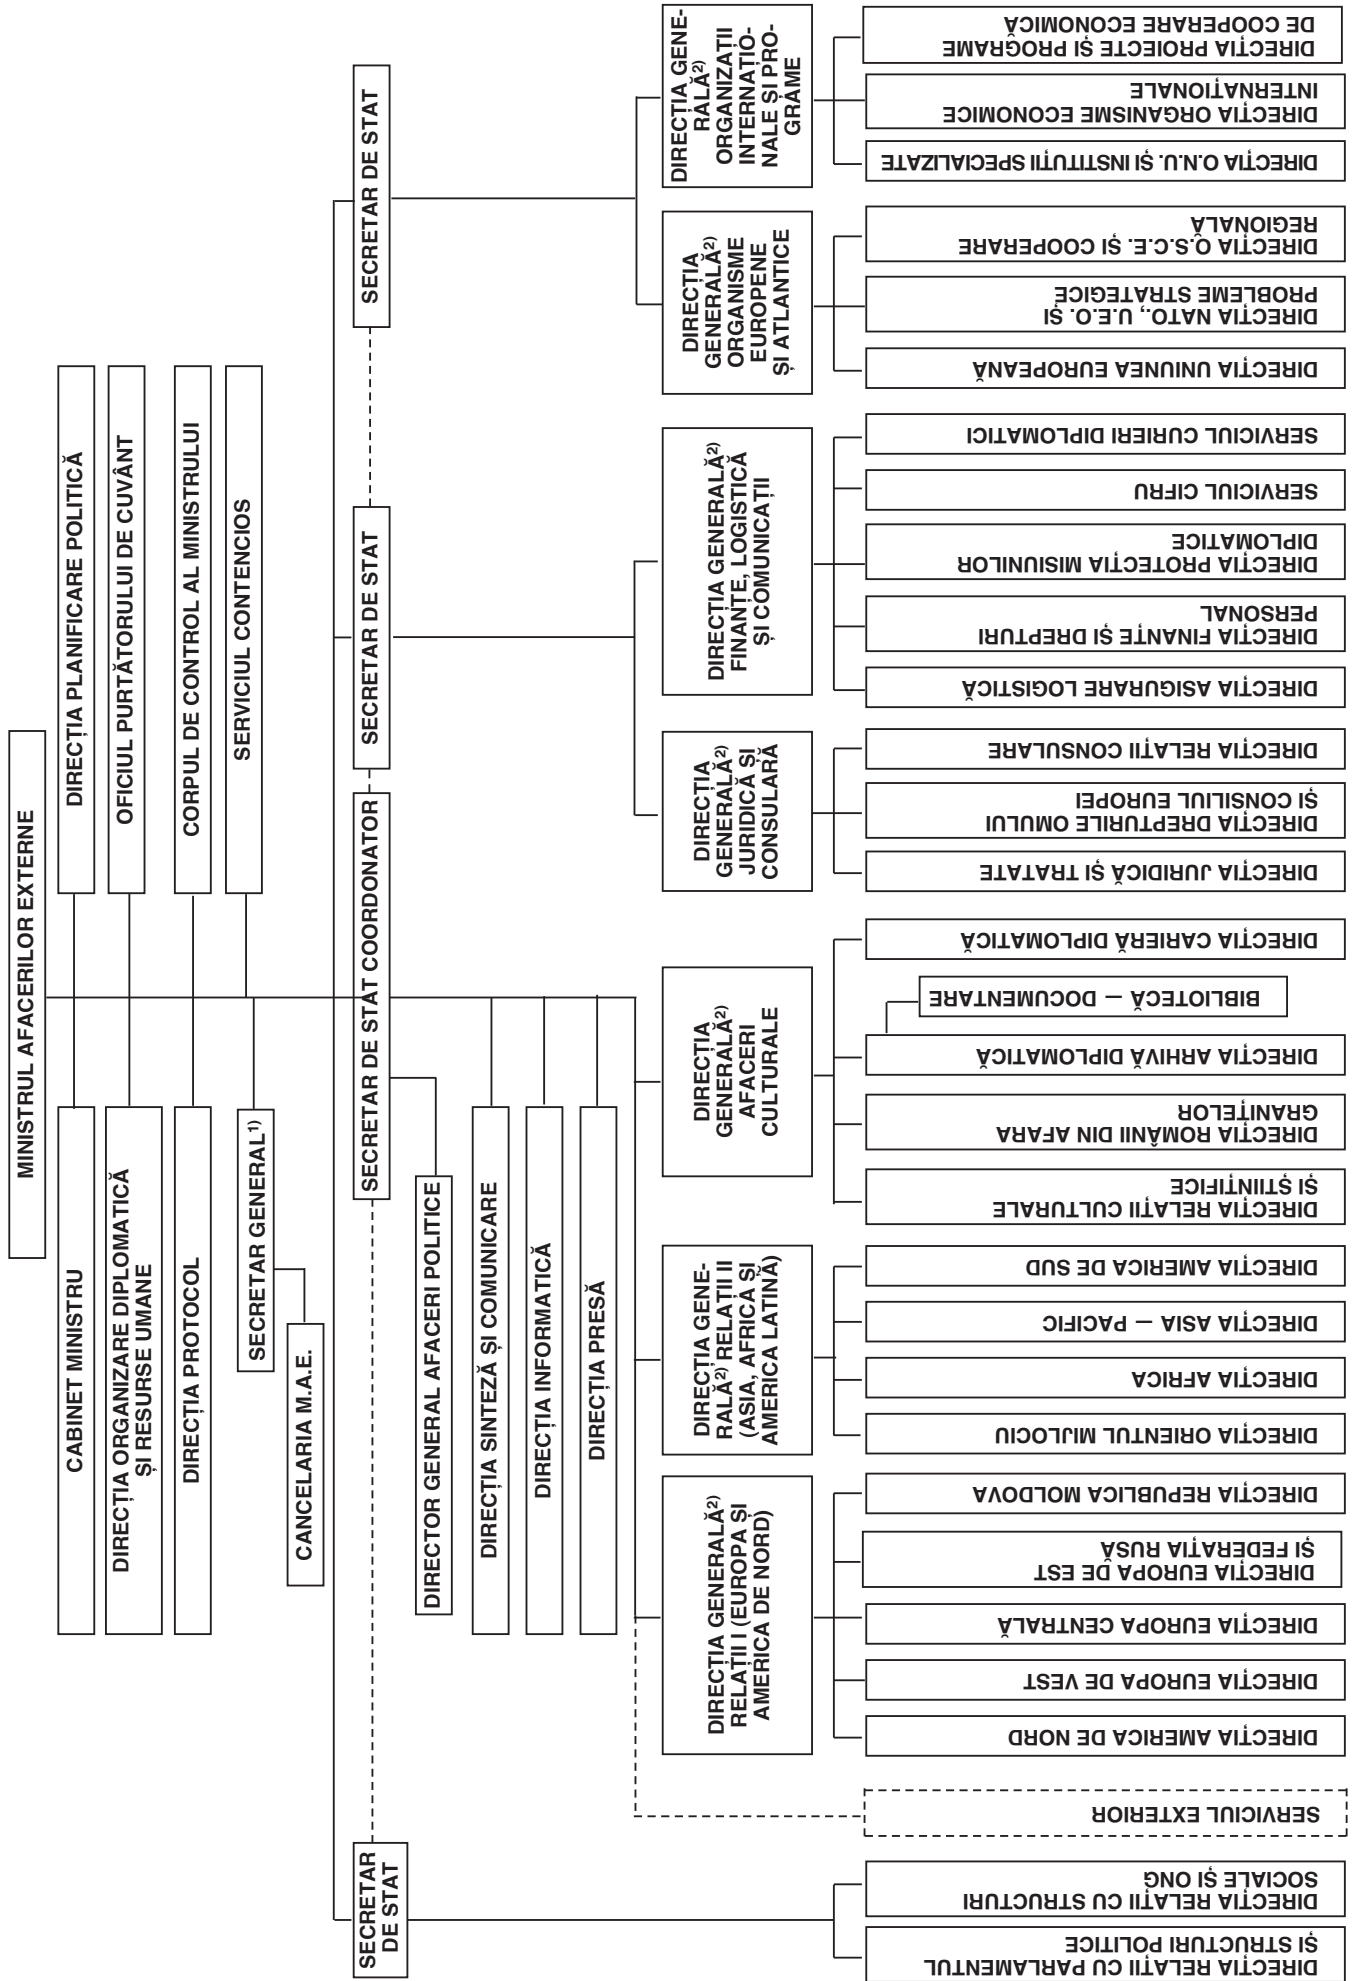 MINISTRUL AFACERILOR EXTERNE
CABINET MINISTRU
DIRECȚIA PLANIFICARE POLITICĂ
DIRECȚIA ORGANIZARE DIPLOMATICĂ
ȘI RESURSE UMANE
OFICIUL PURTĂTORULUI DE CUVÂNT
DIRECȚIA PROTOCOL
CORPUL DE CONTROL AL MINISTRULUI
SERVICIUL CONTENCIOS
SECRETAR GENERAL1)
CANCELARIA M.A.E.
SECRETAR
DE STAT
SECRETAR DE STAT COORDONATOR
SECRETAR DE STAT
SECRETAR DE STAT
DIRECTOR GENERAL AFACERI POLITICE
DIRECȚIA SINTEZĂ ȘI COMUNICARE
DIRECȚIA INFORMATICĂ
DIRECȚIA PRESĂ
DIRECȚIA GENERALĂ2)
RELAȚII I (EUROPA ȘI
AMERICA DE NORD)
DIRECȚIA GENE-
RALĂ2) RELAȚII II
(ASIA, AFRICA ȘI
AMERICA LATINĂ)
DIRECȚIA
GENERALĂ2)
AFACERI
CULTURALE
DIRECȚIA
GENERALĂ2)
JURIDICĂ ȘI
CONSULARĂ
DIRECȚIA GENERALĂ2)
FINANȚE, LOGISTICĂ
ȘI COMUNICAȚII
DIRECȚIA
GENERALĂ2)
ORGANISME
EUROPENE
ȘI ATLANTICE
DIRECȚIA GENE-
RALĂ2)
ORGANIZAȚII
INTERNAȚIO-
NALE ȘI PRO-
GRAME
DIRECȚIA RELAȚII CU PARLAMENTUL
ȘI STRUCTURI POLITICE
DIRECȚIA RELAȚII CU STRUCTURI
SOCIALE ȘI ONG
SERVICIUL EXTERIOR
DIRECȚIA AMERICA DE NORD
DIRECȚIA EUROPA DE VEST
DIRECȚIA EUROPA CENTRALĂ
DIRECȚIA EUROPA DE EST
ȘI FEDERAȚIA RUSĂ
DIRECȚIA REPUBLICA MOLDOVA
DIRECȚIA ORIENTUL MIJLOCIU
DIRECȚIA AFRICA
DIRECȚIA ASIA — PACIFIC
DIRECȚIA AMERICA DE SUD
DIRECȚIA RELAȚII CULTURALE
ȘI ȘTIINȚIFICE
DIRECȚIA ROMÂNII DIN AFARA
GRANIȚELOR
DIRECȚIA ARHIVĂ DIPLOMATICĂ
BIBLIOTECĂ — DOCUMENTARE
DIRECȚIA CARIERĂ DIPLOMATICĂ
DIRECȚIA JURIDICĂ ȘI TRATATE
DIRECȚIA DREPTURILE OMULUI
ȘI CONSILIUL EUROPEI
DIRECȚIA RELAȚII CONSULARE
DIRECȚIA ASIGURARE LOGISTICĂ
DIRECȚIA FINANȚE ȘI DREPTURI
PERSONAL
DIRECȚIA PROTECȚIA MISIUNILOR
DIPLOMATICE
SERVICIUL CIFRU
SERVICIUL CURIERI DIPLOMATICI
DIRECȚIA UNIUNEA EUROPEANĂ
DIRECȚIA NATO., U.E.O. ȘI
PROBLEME STRATEGICE
DIRECȚIA O.S.C.E. ȘI COOPERARE
REGIONALĂ
DIRECȚIA O.N.U. ȘI INSTITUȚII SPECIALIZATE
DIRECȚIA ORGANISME ECONOMICE
INTERNAȚIONALE
DIRECȚIA PROIECTE ȘI PROGRAME
DE COOPERARE ECONOMICĂ